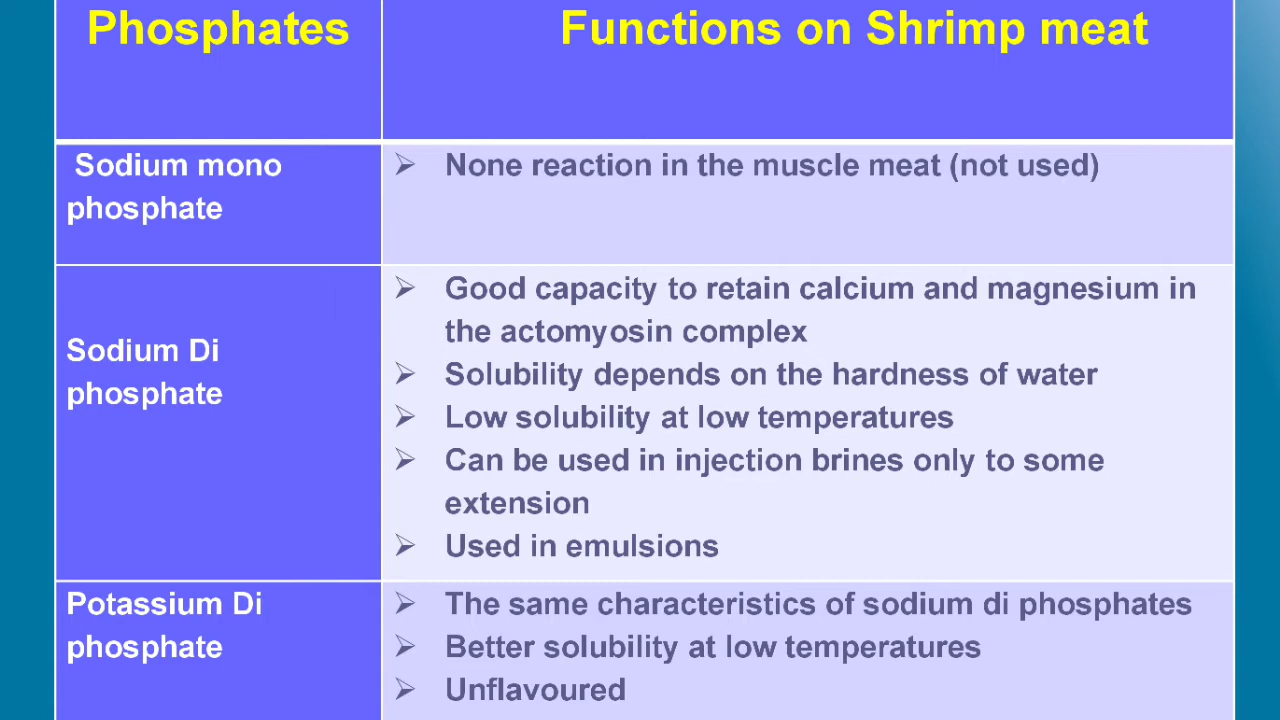 Phosphates
Functions on Shrimp meat
Sodium mono
phosphate
➢ None reaction in the muscle meat (not used)
Sodium Di
phosphate
➢ Good capacity to retain calcium and magnesium in
the actomyosin complex
➢ Solubility depends on the hardness of water
➢ Low solubility at low temperatures
➢ Can be used in injection brines only to some
extension
➢ Used in emulsions
Potassium Di
phosphate
➢ The same characteristics of sodium di phosphates
➢ Better solubility at low temperatures
➢ Unflavoured